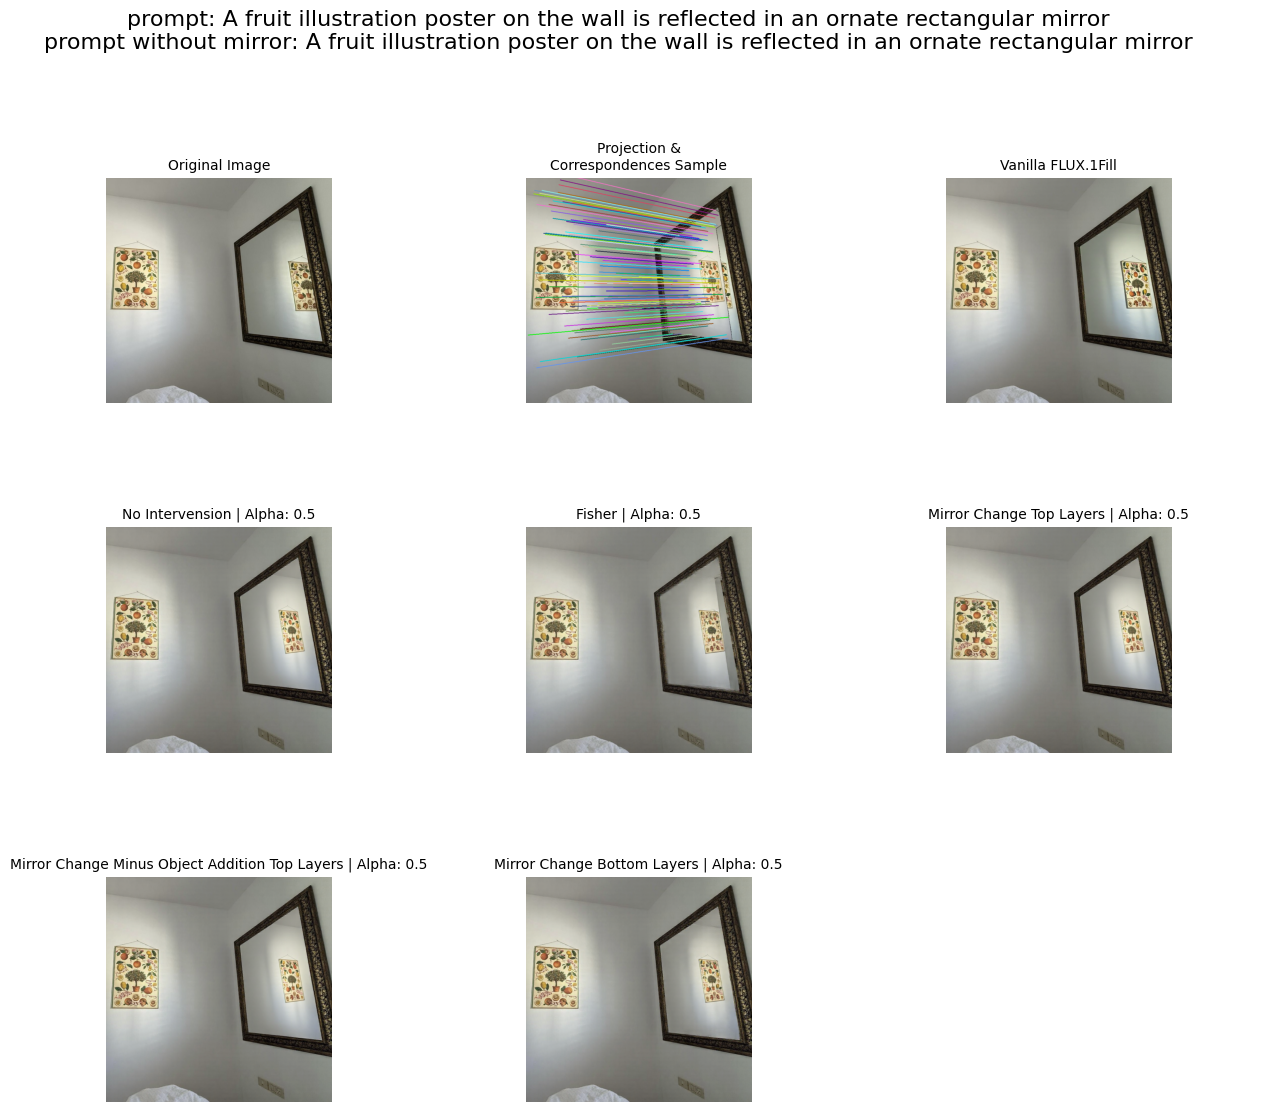 prompt: A fruit illustration poster on the wall is reflected in an ornate rectangular mirror
prompt without mirror: A fruit illustration poster on the wall is reflected in an ornate rectangular mirror
Original Image
Projection &
Correspondences Sample
Vanilla FLUX.1Fill
No Intervension | Alpha: 0.5
Fisher | Alpha: 0.5
Mirror Change Top Layers | Alpha: 0.5
Mirror Change Minus Object Addition Top Layers | Alpha: 0.5
Mirror Change Bottom Layers | Alpha: 0.5